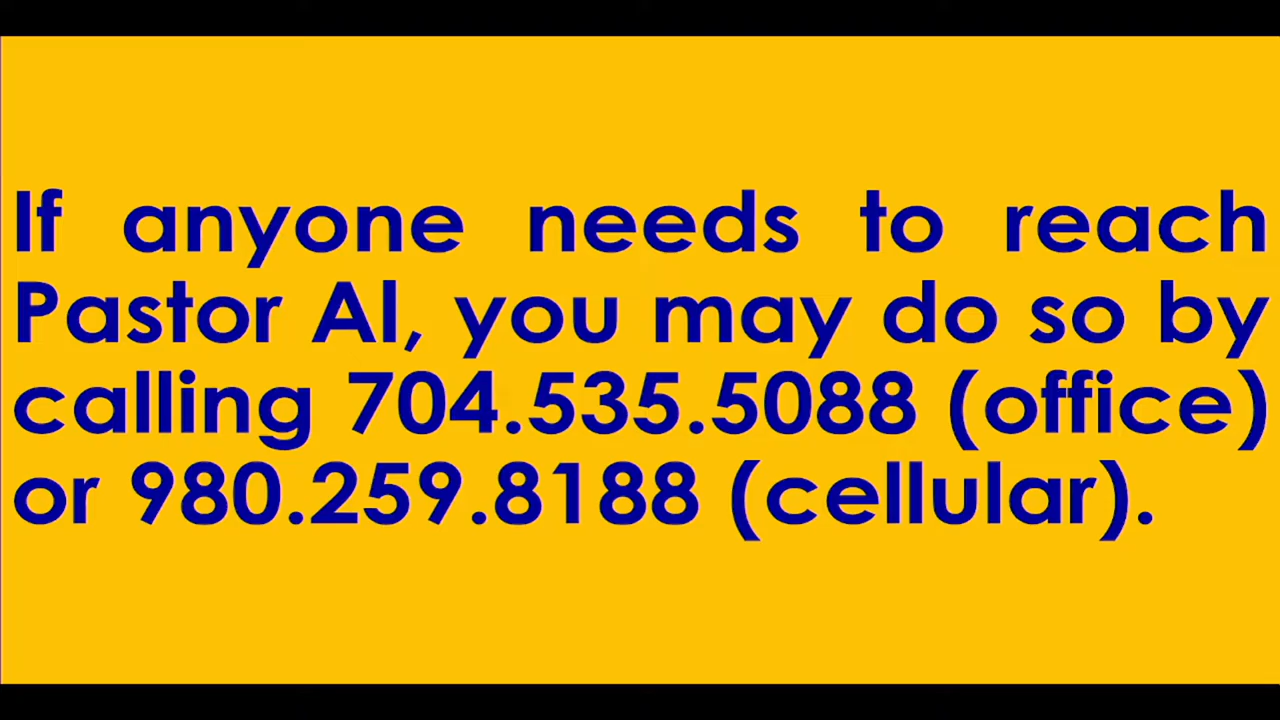 If anyone needs to reach
Pastor Al, you may do so by
calling 704.535.5088 (office)
or 980.259.8188 (cellular).